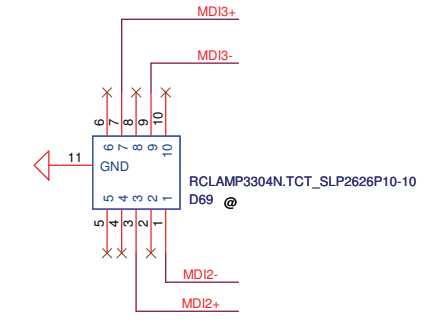 MDI3+
MDI3-
6 7 8 9 10
6 7 8 9 10
11
GND
RCLAMP3304N.TCT_SLP2626P10-10
D69 @
5 4 3 2 1
5 4 3 2 1
MDI2-
MDI2+